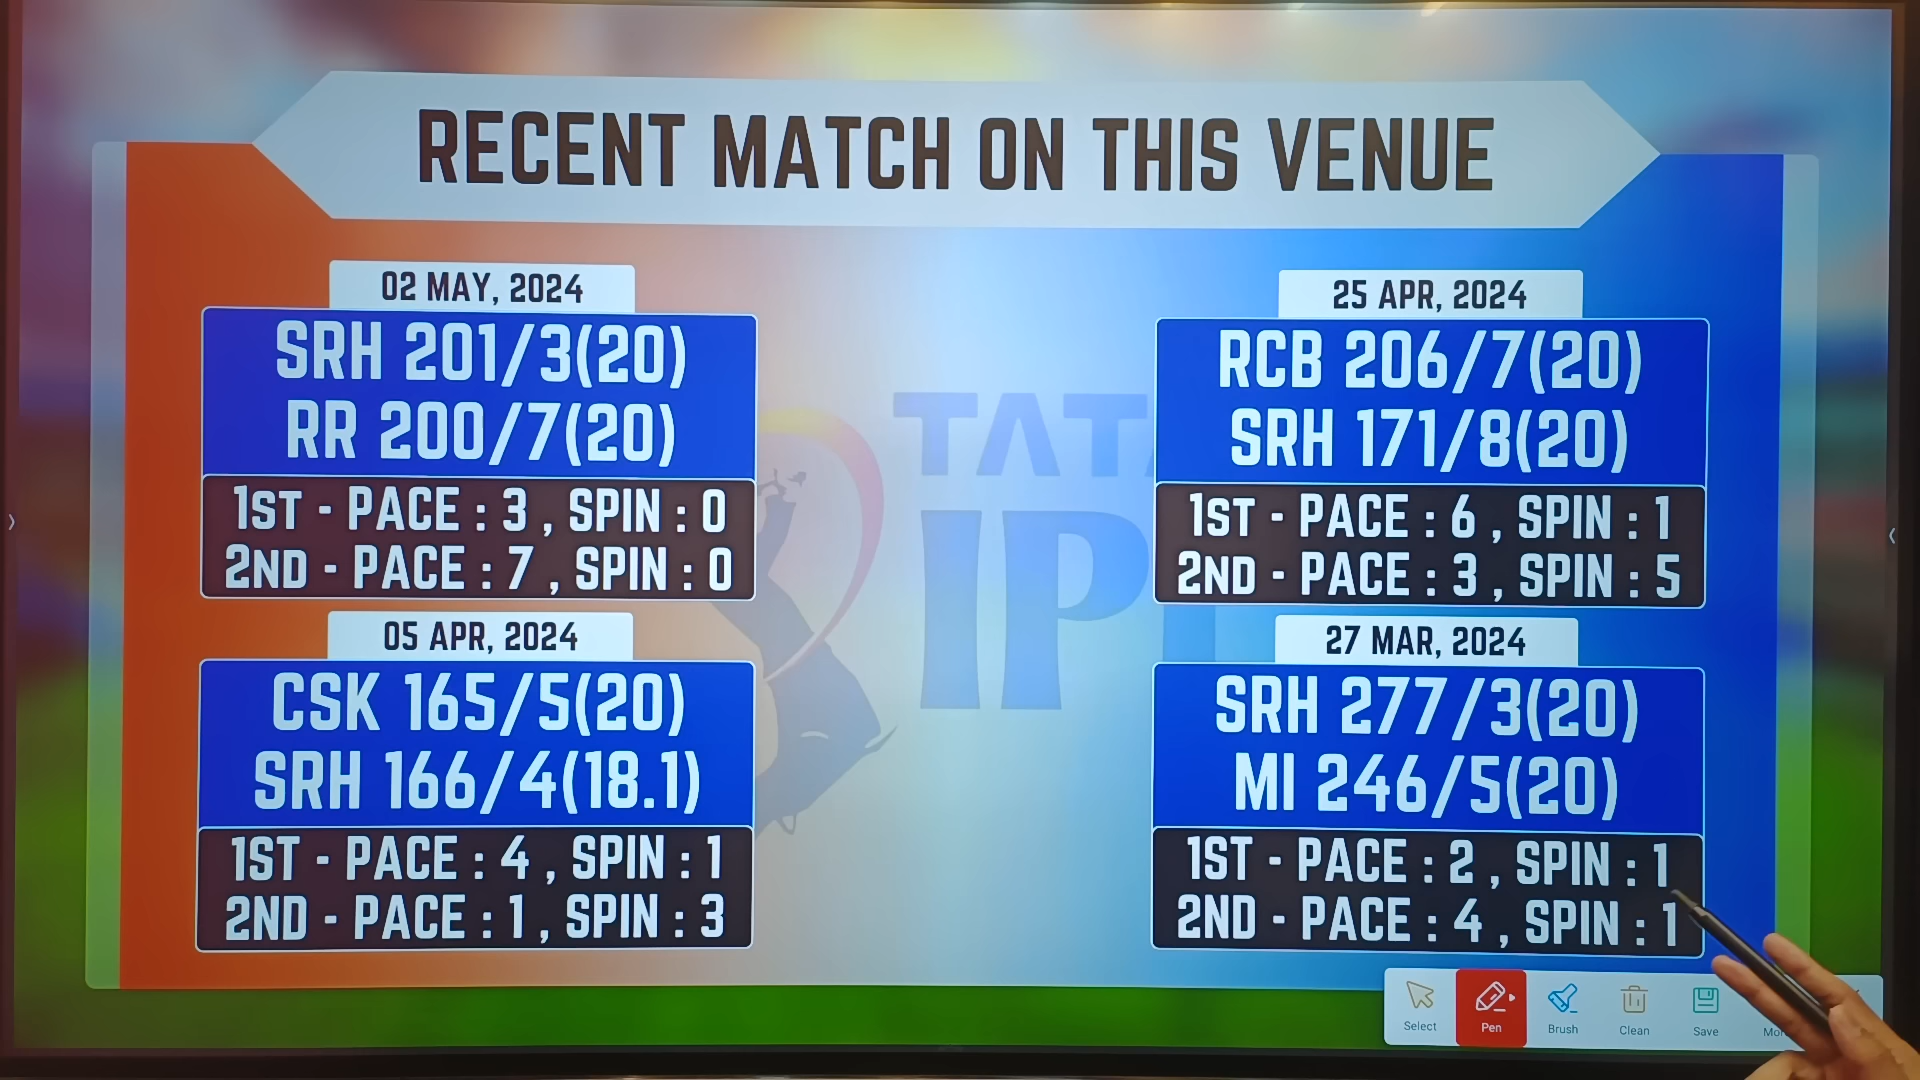 RECENT MATCH ON THIS VENUE
02 MAY, 2024
SRH 201/3(20)
RR 200/7(20)
1ST - PACE : 3 , SPIN : 0
2ND - PACE : 7 , SPIN : 0
25 APR, 2024
RCB 206/7(20)
SRH 171/8(20)
1ST - PACE : 6 , SPIN : 1
2ND - PACE : 3 , SPIN : 5
05 APR, 2024
CSK 165/5(20)
SRH 166/4(18.1)
1ST - PACE : 4 , SPIN : 1
2ND - PACE : 1 , SPIN : 3
27 MAR, 2024
SRH 277/3(20)
MI 246/5(20)
1ST - PACE : 2 , SPIN : 1
2ND - PACE : 4 , SPIN : 1
Select
Pen
Brush
Clean
Save